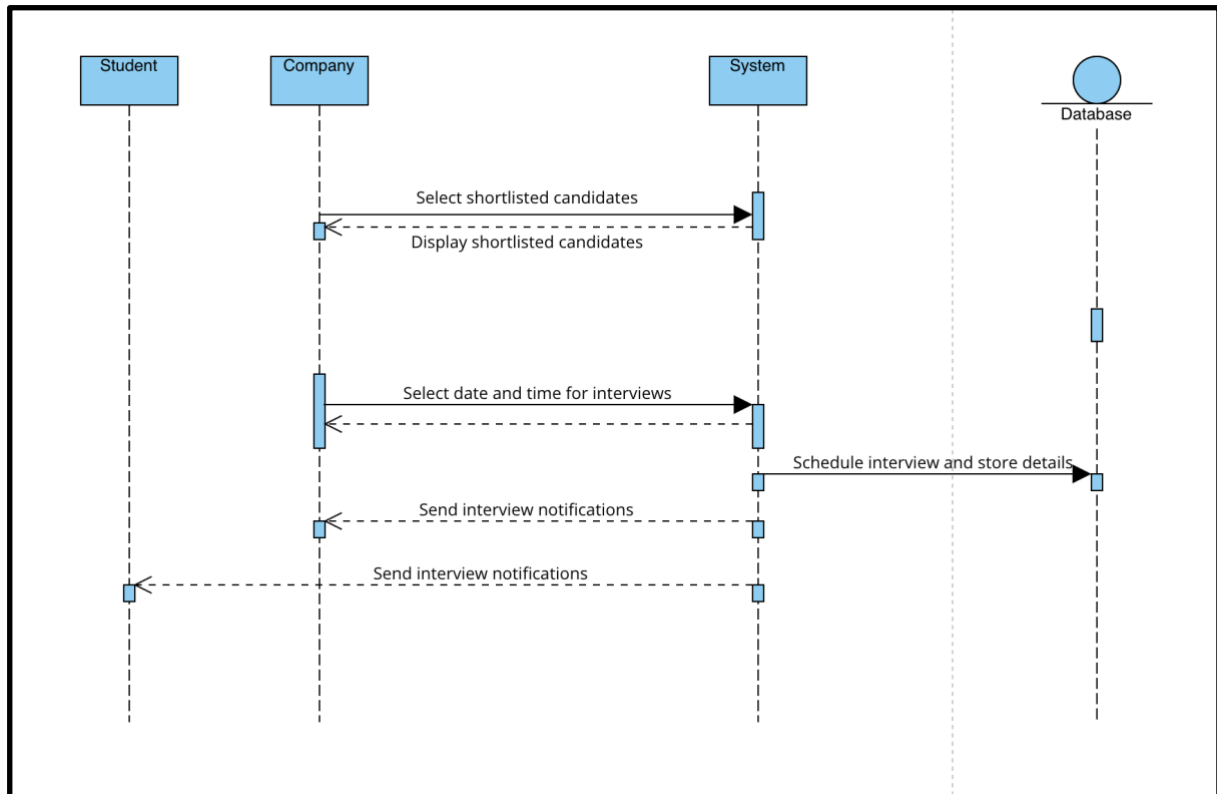 Student
Company
System
Database
Select shortlisted candidates
Display shortlisted candidates
Select date and time for interviews
Schedule interview and store details
Send interview notifications
Send interview notifications